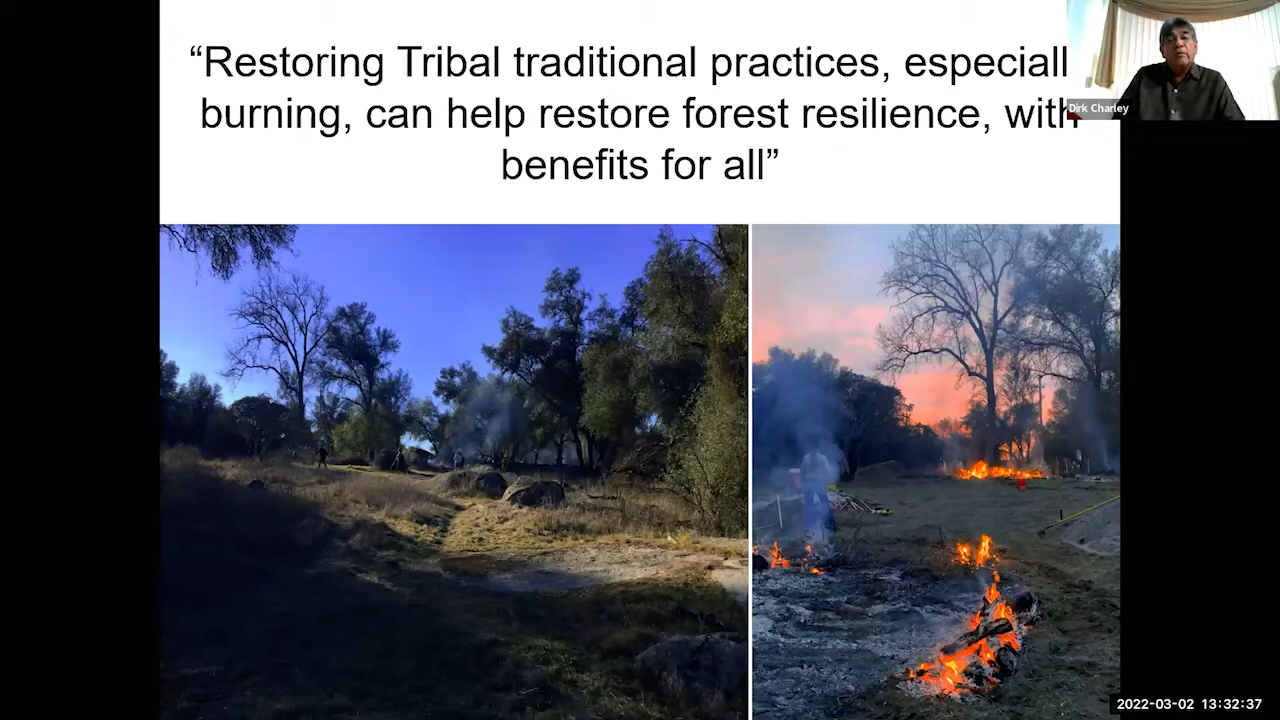 “Restoring Tribal traditional practices, especiall
burning, can help restore forest resilience, with
benefits for all”
Dirk Charley
2022-03-02 13:32:37